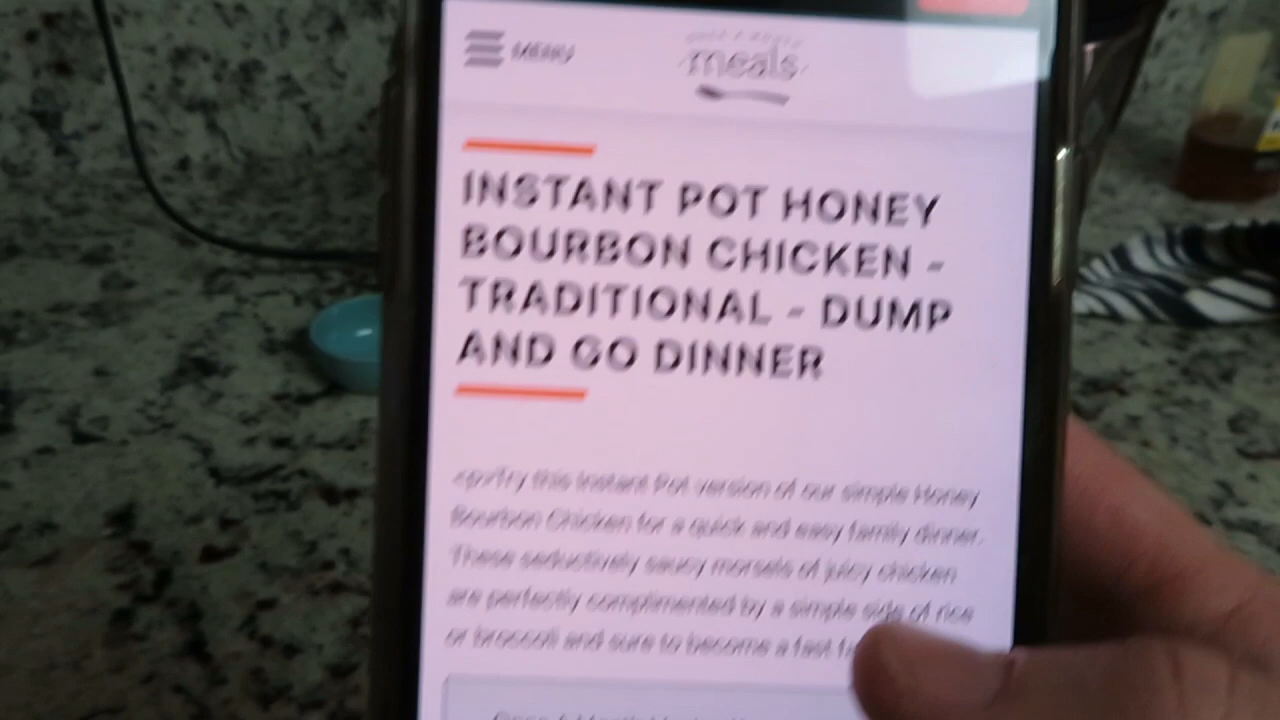 MENU
ONCE A MONTH
meals
INSTANT POT HONEY
BOURBON CHICKEN -
TRADITIONAL - DUMP
AND GO DINNER
<p>Try this Instant Pot version of our simple Honey
Bourbon Chicken for a quick and easy family dinner.
These seductively saucy morsels of juicy chicken
are perfectly complimented by a simple side of rice
or broccoli and sure to become a fast